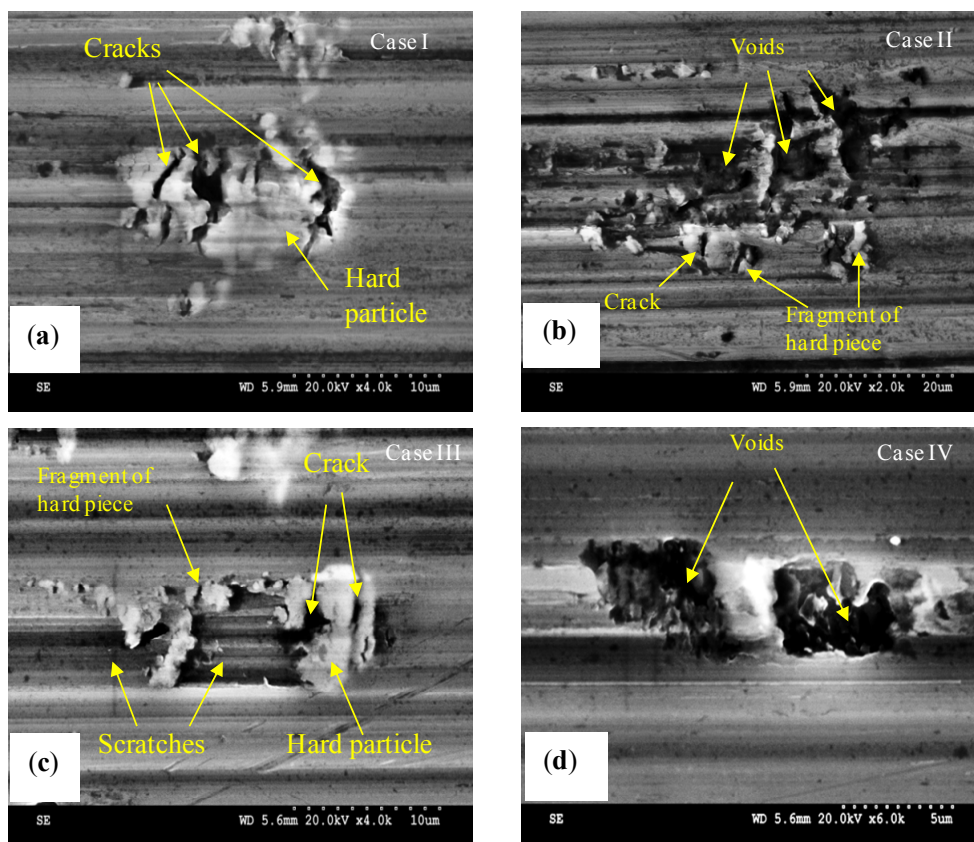 Case I
Cracks
Hard
particle
(a)
SE WD 5.9mm 20.0kV x4.0k 10um
Case II
Voids
Crack
Fragment of
hard piece
(b)
SE WD 5.9mm 20.0kV x2.0k 20um
Case III
Crack
Fragment of
hard piece
Scratches
Hard particle
(c)
SE WD 5.6mm 20.0kV x4.0k 10um
Case IV
Voids
(d)
SE WD 5.6mm 20.0kV x6.0k 5um